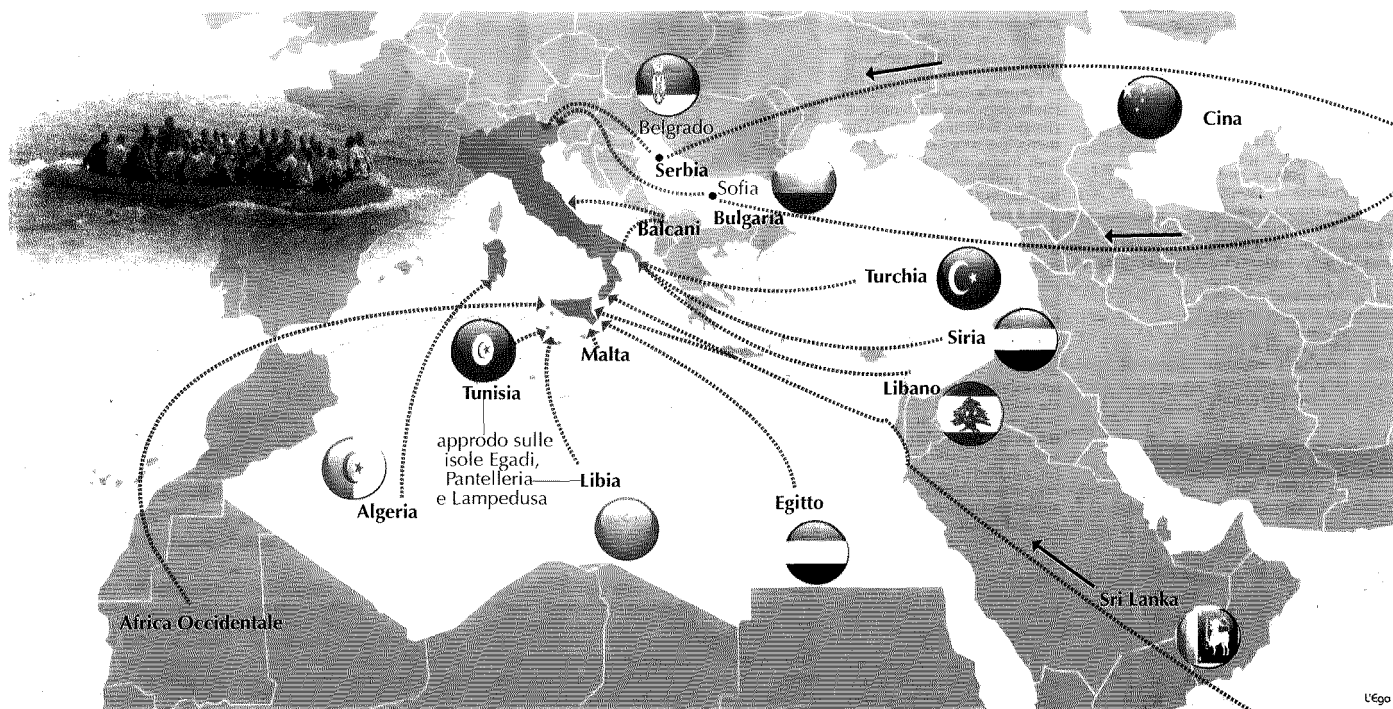 Belgrado
Serbia
Cina
Sofia
Bulgaria
Balcani
Turchia
Siria
Malta
Tunisia
Libano
approdo sulle
isole Egadi,
Pantelleria
e Lampedusa
Libia
Algeria
Egitto
Sri Lanka
Africa Occidentale
L'Ego